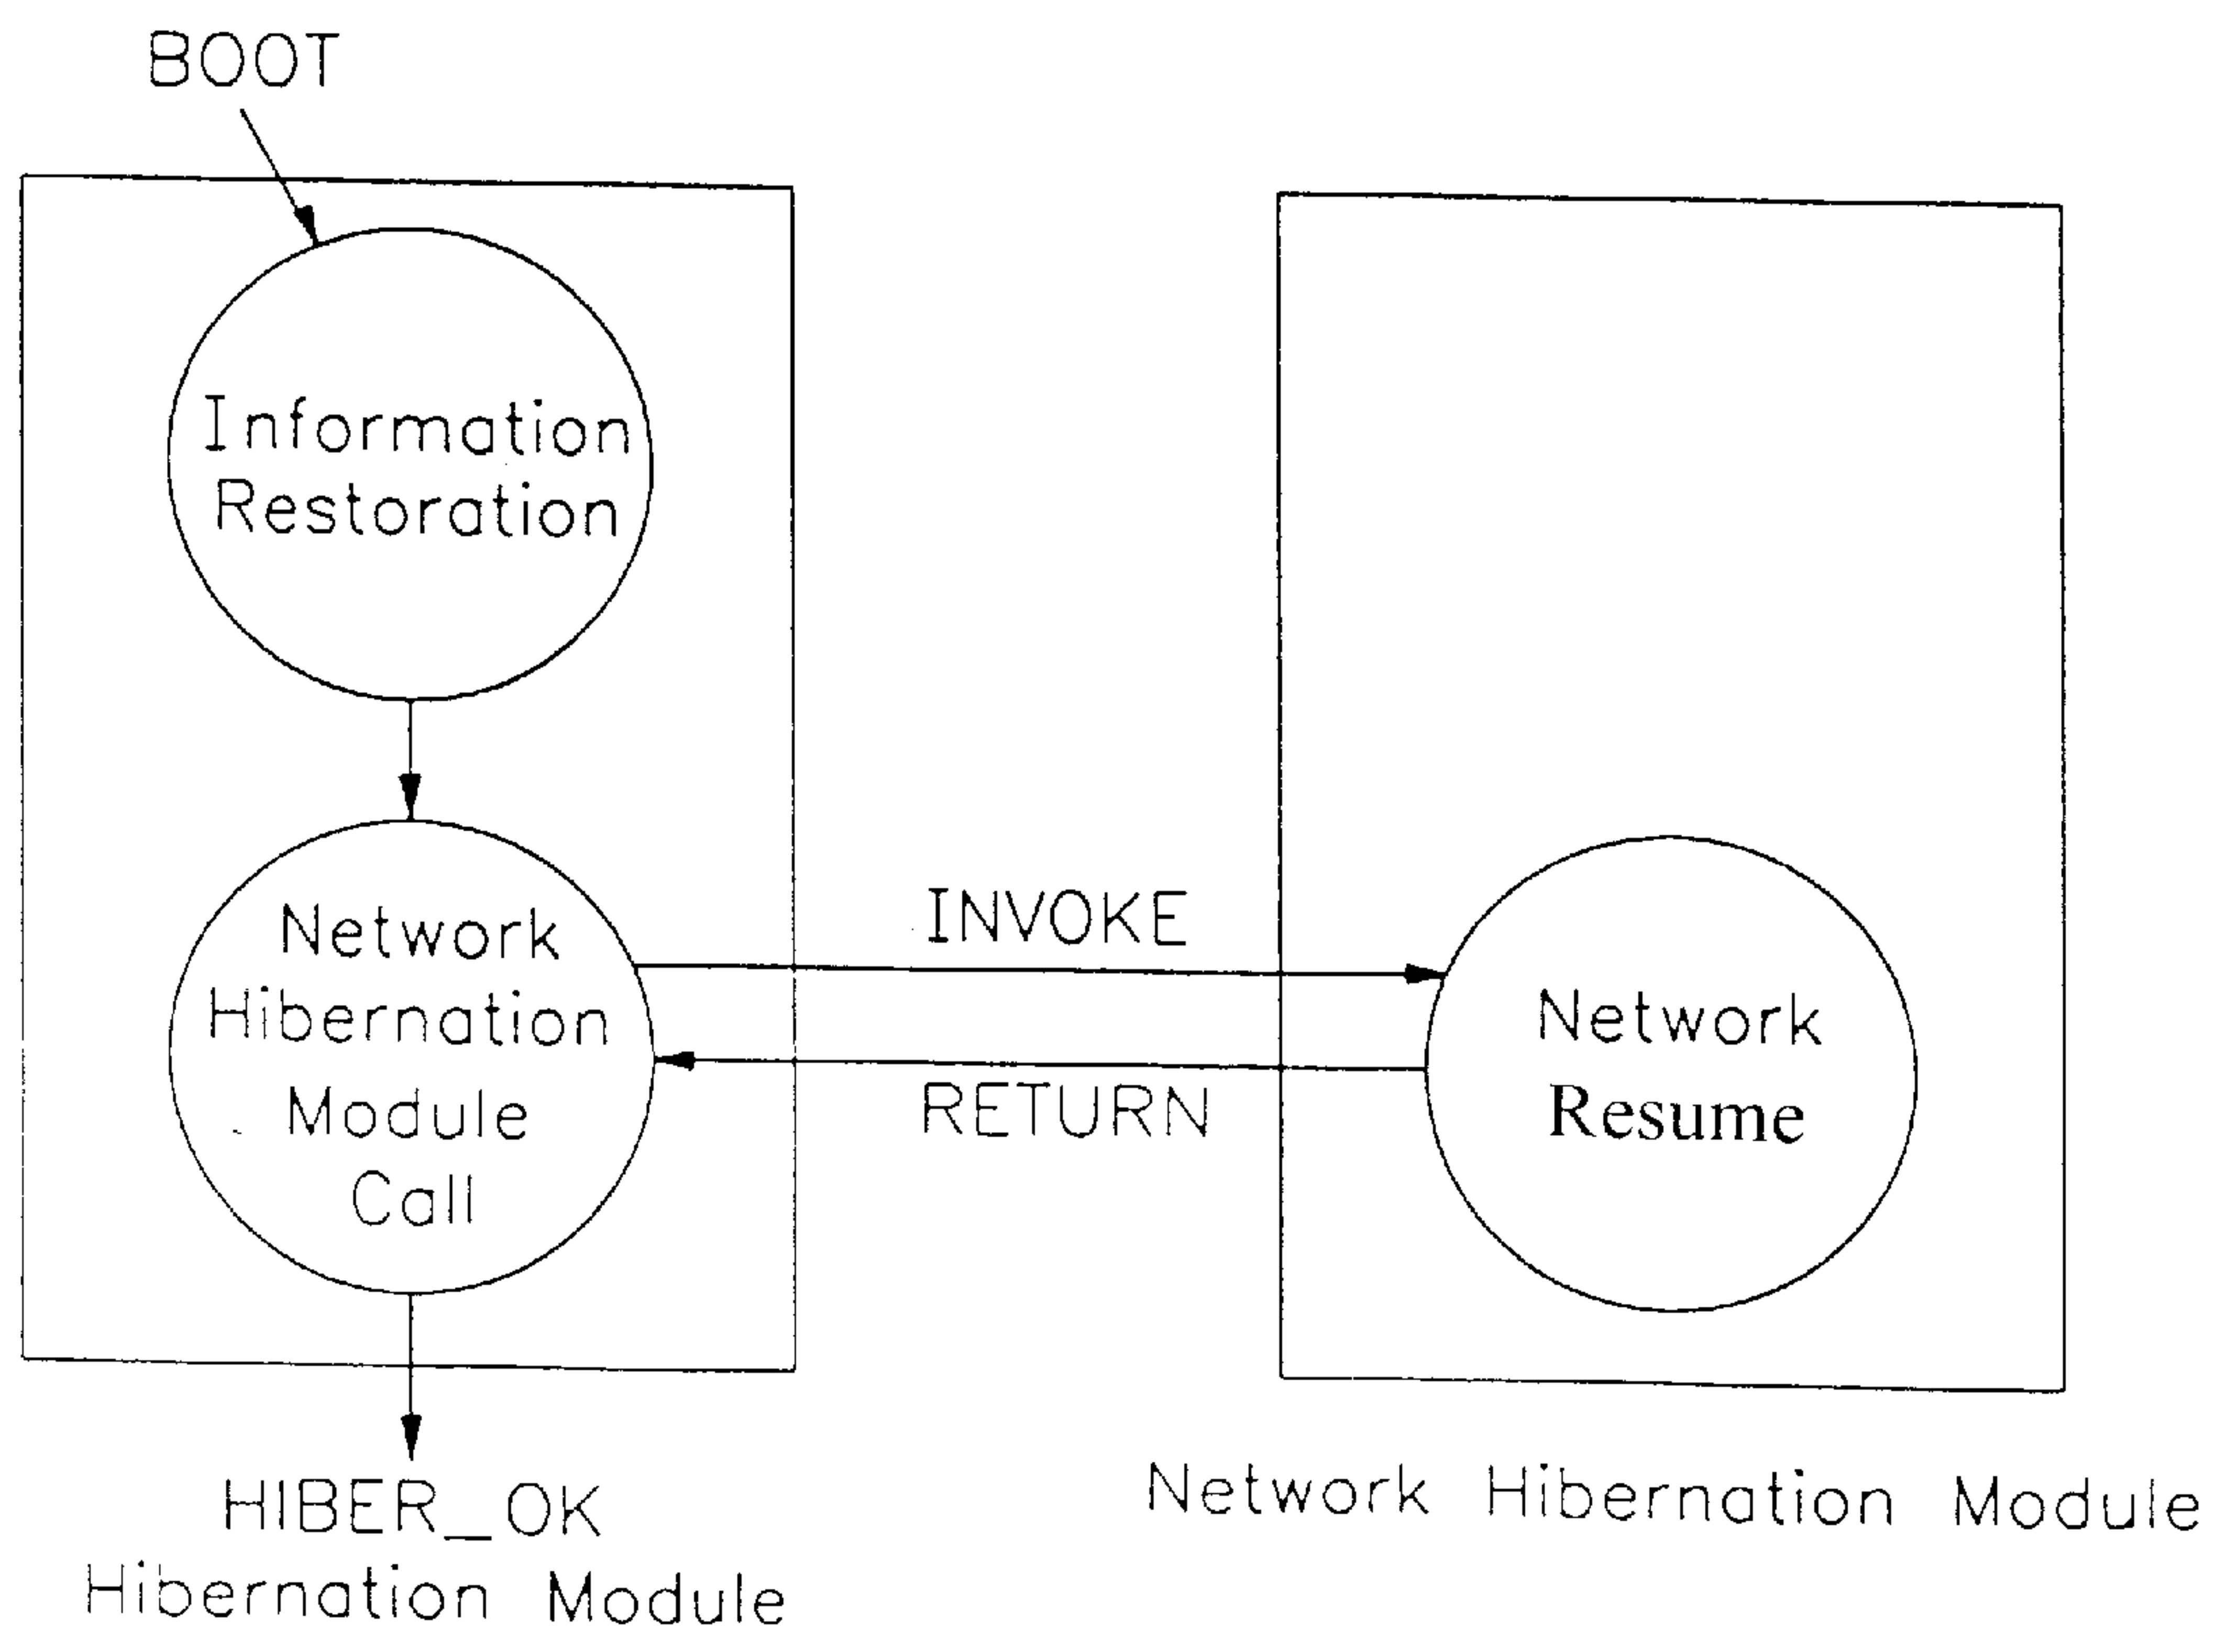 BOOT
Information
Restoration
Network
Hibernation
Module
Call
INVOKE
RETURN
Network
Resume
HIBER_OK
Hibernation Module
Network Hibernation Module